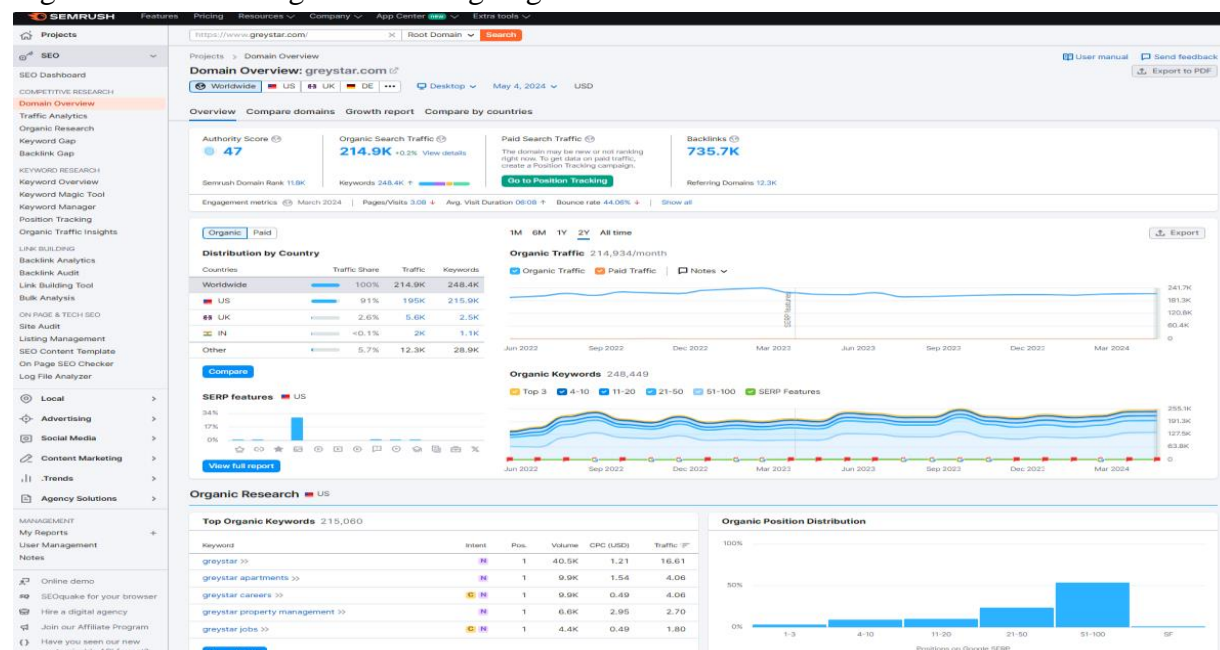 SEMRUSH Features Pricing Resources Company App Center new Extra tools
Projects
https://www.greystar.com/ × Root Domain Search
SEO
SEO Dashboard
COMPETITIVE RESEARCH
Domain Overview
Traffic Analytics
Organic Research
Keyword Gap
Backlink Gap
KEYWORD RESEARCH
Keyword Overview
Keyword Magic Tool
Keyword Manager
Position Tracking
Organic Traffic Insights
LINK BUILDING
Backlink Analytics
Backlink Audit
Link Building Tool
Bulk Analysis
ON PAGE & TECH SEO
Site Audit
Listing Management
SEO Content Template
On Page SEO Checker
Log File Analyzer
Local
Advertising
Social Media
Content Marketing
.Trends
Agency Solutions
MANAGEMENT
My Reports +
User Management
Notes
Online demo
SEOquake for your browser
Hire a digital agency
Join our Affiliate Program
Have you seen our new
Projects > Domain Overview
User manual Send feedback
Domain Overview: greystar.com
Export to PDF
Worldwide US UK DE ••• Desktop May 4, 2024 USD
Overview Compare domains Growth report Compare by countries
Authority Score
47
Semrush Domain Rank 11.8K
Organic Search Traffic
214.9K +0.2% View details
Keywords 248.4K ↑
Paid Search Traffic
The domain may be new or not ranking
right now. To get data on paid traffic,
create a Position Tracking campaign.
Go to Position Tracking
Backlinks
735.7K
Referring Domains 12.3K
Engagement metrics March 2024 | Pages/Visits 3.08 ↓ Avg. Visit Duration 06:08 ↑ Bounce rate 44.06% ↓ | Show all
Organic Paid
Distribution by Country
Countries Traffic Share Traffic Keywords
Worldwide 100% 214.9K 248.4K
US 91% 195K 215.9K
UK 2.6% 5.6K 2.5K
IN <0.1% 2K 1.1K
Other 5.7% 12.3K 28.9K
Compare
SERP features US
34%
17%
0%
View full report
1M 6M 1Y 2Y All time
Export
Organic Traffic 214,934/month
Organic Traffic Paid Traffic | Notes
241.7K
181.3K
120.8K
60.4K
0
SERP features
Jun 2022 Sep 2022 Dec 2022 Mar 2023 Jun 2023 Sep 2023 Dec 2023 Mar 2024
Organic Keywords 248,449
Top 3 4-10 11-20 21-50 51-100 SERP Features
255.1K
191.3K
127.5K
63.8K
0
Jun 2022 Sep 2022 Dec 2022 Mar 2023 Jun 2023 Sep 2023 Dec 2023 Mar 2024
Organic Research US
Top Organic Keywords 215,060
Keyword Intent Pos. Volume CPC (USD) Traffic
greystar >> N 1 40.5K 1.21 16.61
greystar apartments >> N 1 9.9K 1.54 4.06
greystar careers >> C N 1 9.9K 0.49 4.06
greystar property management >> N 1 6.6K 2.95 2.70
greystar jobs >> C N 1 4.4K 0.49 1.80
Organic Position Distribution
100%
50%
0%
1-3 4-10 11-20 21-50 51-100 SF
Positions on Google SERP